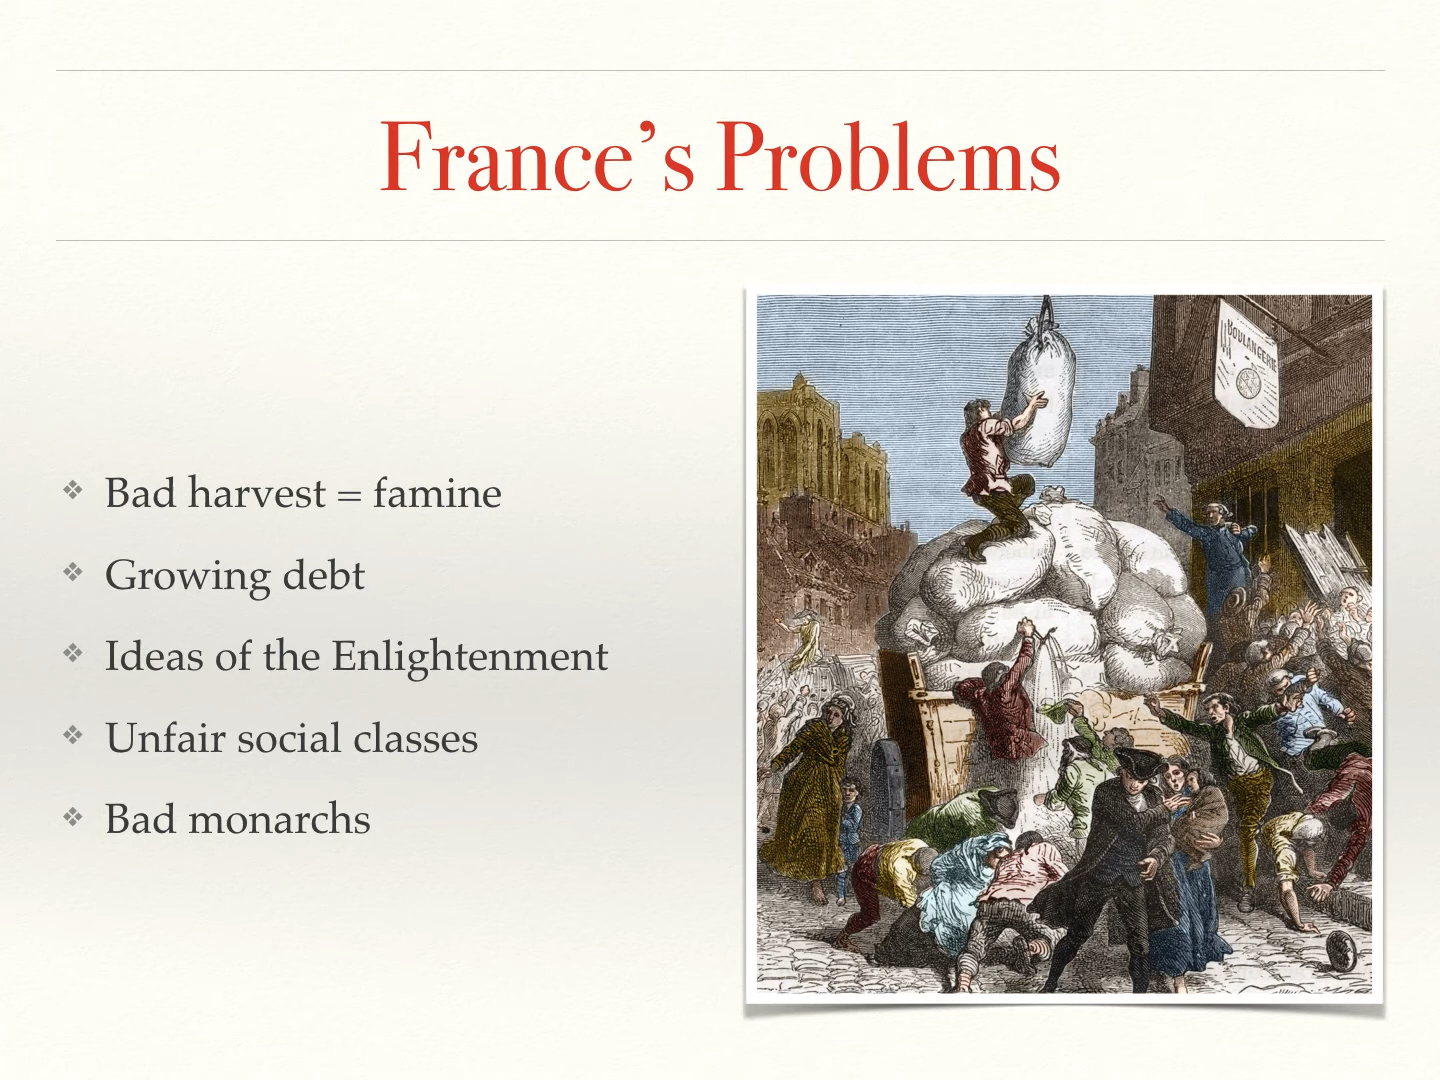 France’s Problems
Bad harvest = famine
Growing debt
Ideas of the Enlightenment
Unfair social classes
Bad monarchs
BOULANGERIE